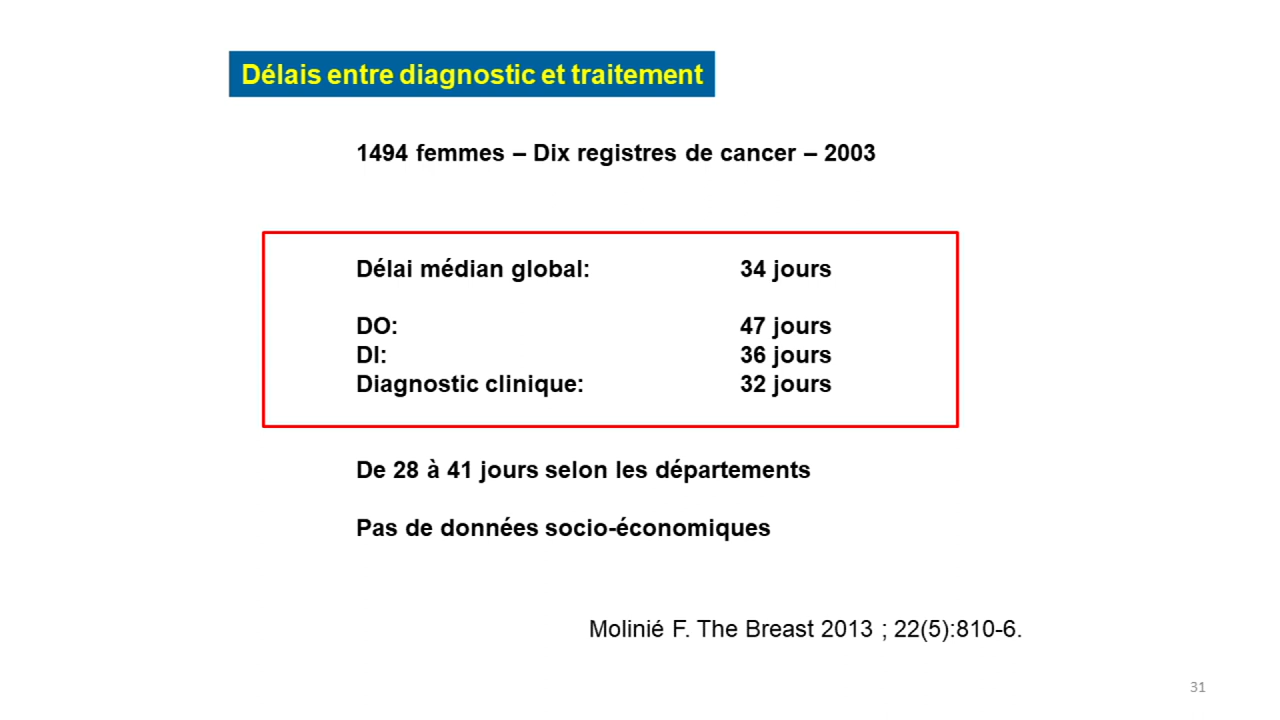 Délais entre diagnostic et traitement
1494 femmes – Dix registres de cancer – 2003
Délai médian global: 34 jours
DO: 47 jours
DI: 36 jours
Diagnostic clinique: 32 jours
De 28 à 41 jours selon les départements
Pas de données socio-économiques
Molinié F. The Breast 2013 ; 22(5):810-6.
31